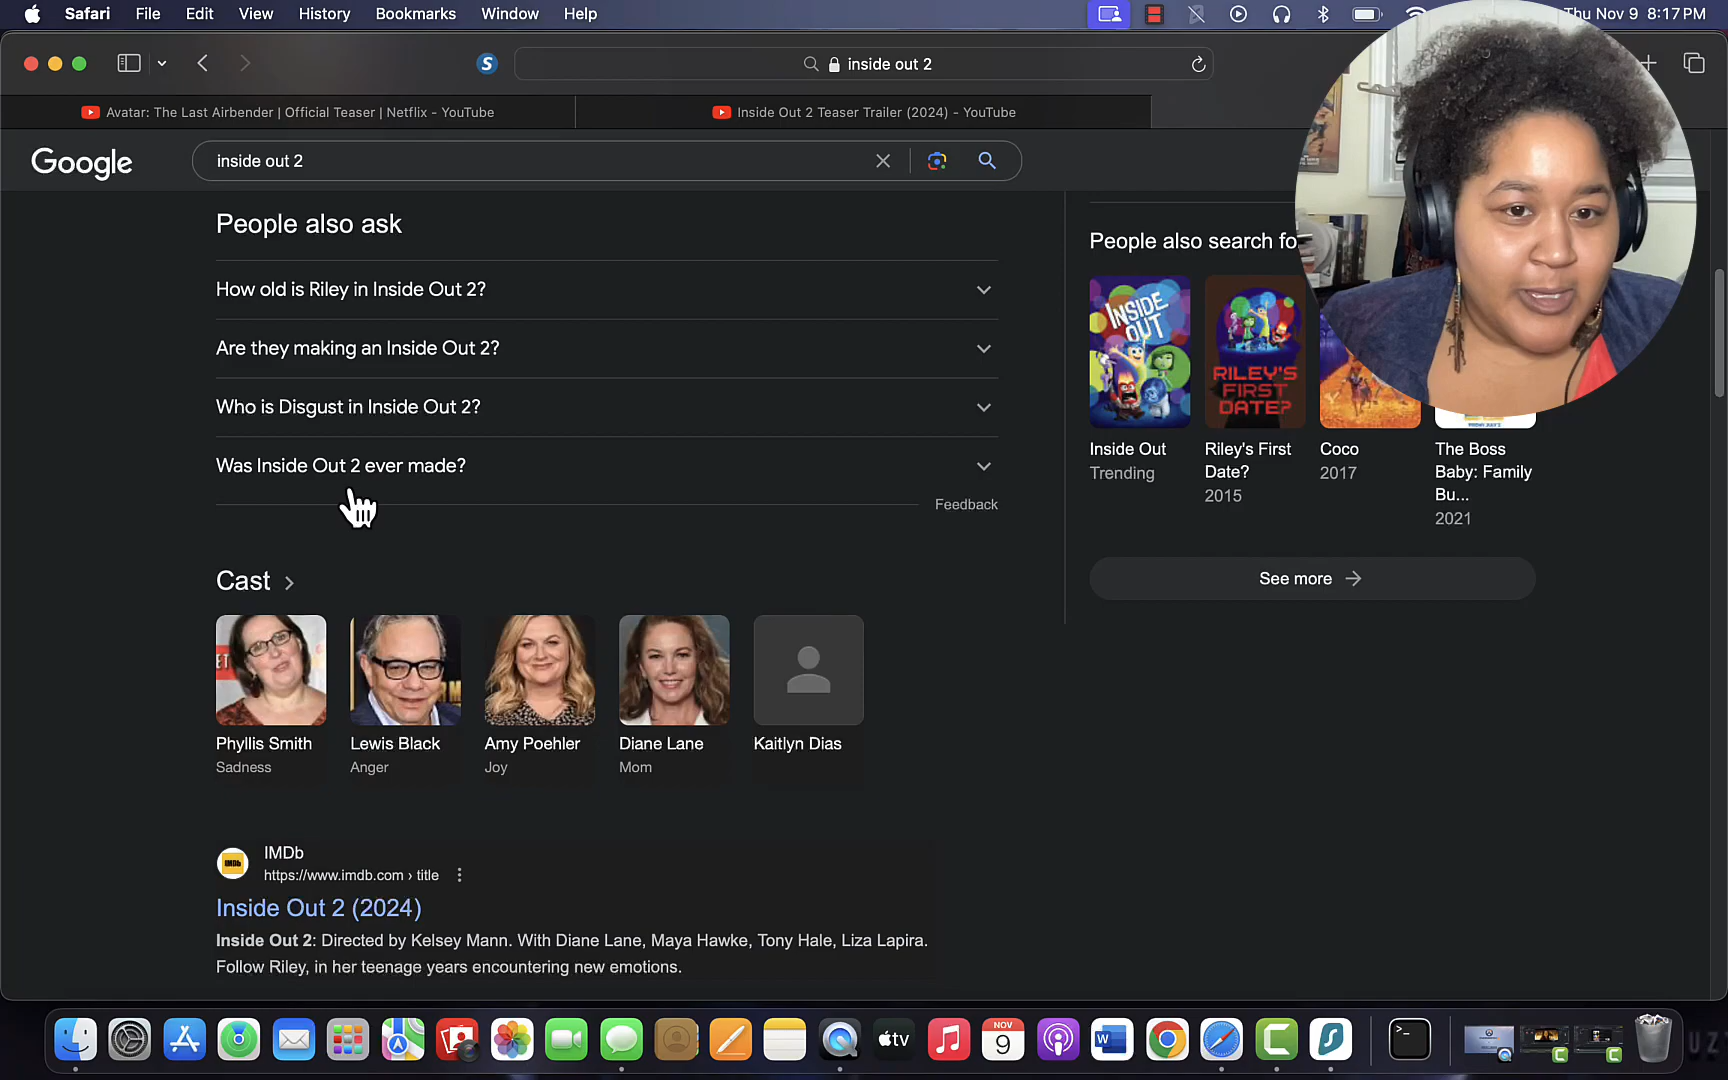 Safari File Edit View History Bookmarks Window Help
Thu Nov 9 8:17 PM
inside out 2
Avatar: The Last Airbender | Official Teaser | Netflix - YouTube
Inside Out 2 Teaser Trailer (2024) - YouTube
Google
inside out 2
People also ask
How old is Riley in Inside Out 2?
Are they making an Inside Out 2?
Who is Disgust in Inside Out 2?
Was Inside Out 2 ever made?
Feedback
People also search fo
INSIDE OUT
RILEY'S FIRST DATE?
Inside Out
Trending
Riley's First Date?
2015
Coco
2017
The Boss Baby: Family Bu...
2021
See more
Cast
Phyllis Smith
Sadness
Lewis Black
Anger
Amy Poehler
Joy
Diane Lane
Mom
Kaitlyn Dias
IMDb
https://www.imdb.com › title
Inside Out 2 (2024)
Inside Out 2: Directed by Kelsey Mann. With Diane Lane, Maya Hawke, Tony Hale, Liza Lapira.
Follow Riley, in her teenage years encountering new emotions.
tv
NOV
9